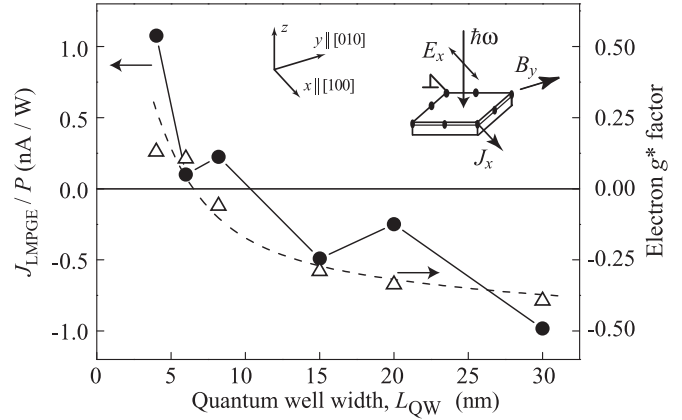 1.0
0.5
0.0
-0.5
-1.0
J_LMPGE / P (nA / W)
z
y || [010]
x || [100]
ħω
E_x
B_y
J_x
0.50
0.25
0.00
-0.25
-0.50
Electron g* factor
0 5 10 15 20 25 30
Quantum well width, L_QW (nm)